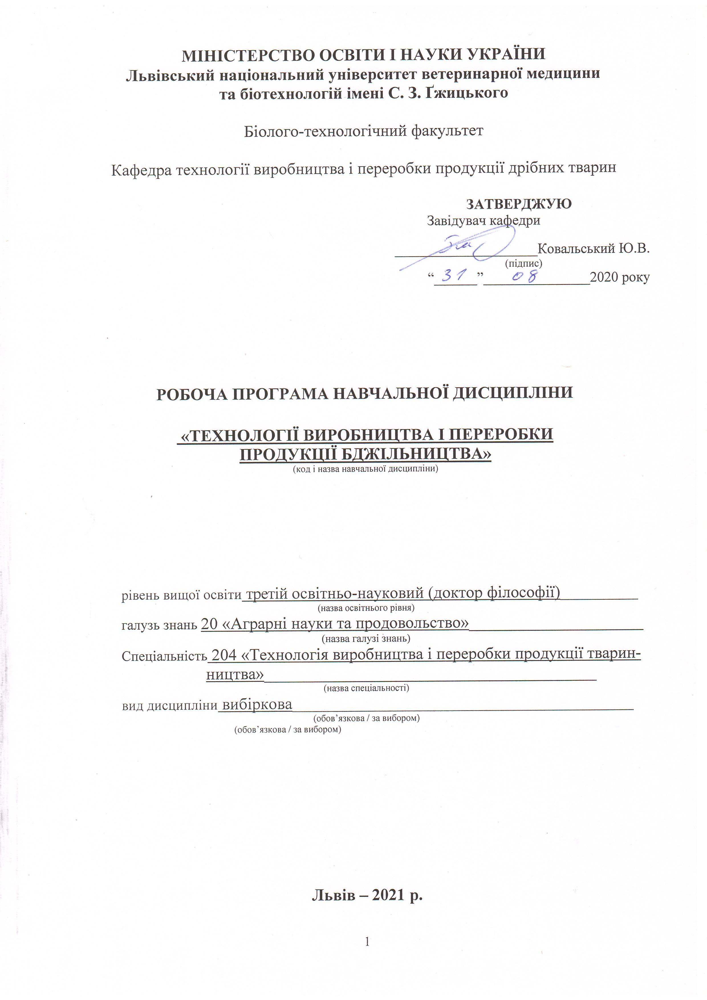 МІНІСТЕРСТВО ОСВІТИ І НАУКИ УКРАЇНИ
Львівський національний університет ветеринарної медицини
та біотехнологій імені С. З. Ґжицького
Біолого-технологічний факультет
Кафедра технології виробництва і переробки продукції дрібних тварин
ЗАТВЕРДЖУЮ
Завідувач кафедри
Ковальський Ю.В.
(підпис)
“ 31 ” 08 2020 року
РОБОЧА ПРОГРАМА НАВЧАЛЬНОЇ ДИСЦИПЛІНИ
«ТЕХНОЛОГІЇ ВИРОБНИЦТВА І ПЕРЕРОБКИ
ПРОДУКЦІЇ БДЖІЛЬНИЦТВА»
(код і назва навчальної дисципліни)
рівень вищої освіти третій освітньо-науковий (доктор філософії)
(назва освітнього рівня)
галузь знань 20 «Аграрні науки та продовольство»
(назва галузі знань)
Спеціальність 204 «Технологія виробництва і переробки продукції тварин-
ництва»
(назва спеціальності)
вид дисципліни вибіркова
(обов’язкова / за вибором)
(обов’язкова / за вибором)
Львів – 2021 р.
1